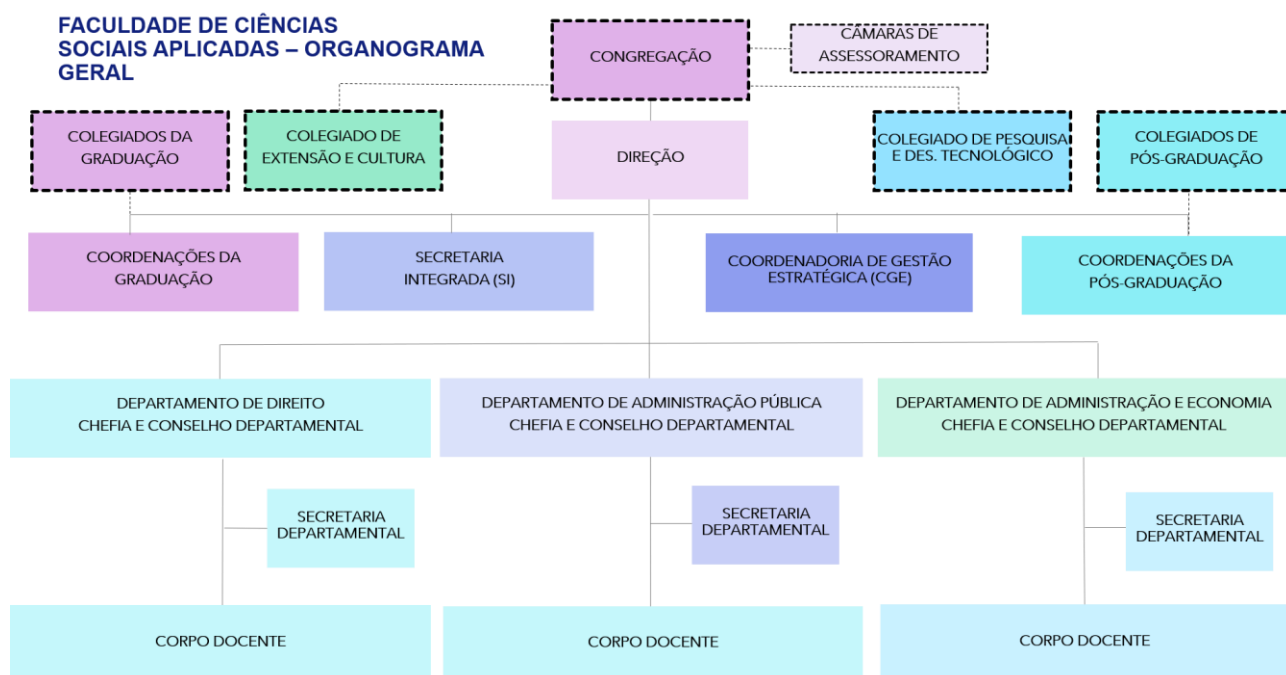 FACULDADE DE CIÊNCIAS
SOCIAIS APLICADAS – ORGANOGRAMA
GERAL
CONGREGAÇÃO
CÂMARAS DE
ASSESSORAMENTO
COLEGIADOS DA
GRADUAÇÃO
COLEGIADO DE
EXTENSÃO E CULTURA
DIREÇÃO
COLEGIADO DE PESQUISA
E DES. TECNOLÓGICO
COLEGIADOS DE
PÓS-GRADUAÇÃO
COORDENAÇÕES DA
GRADUAÇÃO
SECRETARIA
INTEGRADA (SI)
COORDENADORIA DE GESTÃO
ESTRATÉGICA (CGE)
COORDENAÇÕES DA
PÓS-GRADUAÇÃO
DEPARTAMENTO DE DIREITO
CHEFIA E CONSELHO DEPARTAMENTAL
DEPARTAMENTO DE ADMINISTRAÇÃO PÚBLICA
CHEFIA E CONSELHO DEPARTAMENTAL
DEPARTAMENTO DE ADMINISTRAÇÃO E ECONOMIA
CHEFIA E CONSELHO DEPARTAMENTAL
SECRETARIA
DEPARTAMENTAL
SECRETARIA
DEPARTAMENTAL
SECRETARIA
DEPARTAMENTAL
CORPO DOCENTE
CORPO DOCENTE
CORPO DOCENTE